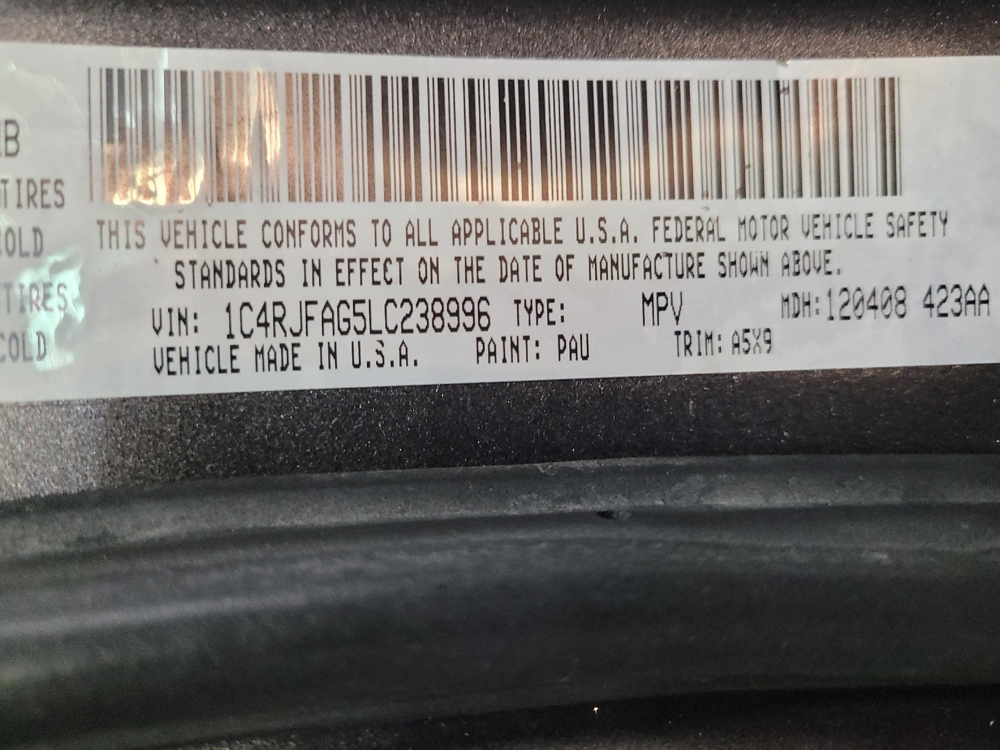 B
TIRES
COLD
TIRES
COLD
THIS VEHICLE CONFORMS TO ALL APPLICABLE U.S.A. FEDERAL MOTOR VEHICLE SAFETY
STANDARDS IN EFFECT ON THE DATE OF MANUFACTURE SHOWN ABOVE.
VIN: 1C4RJFAG5LC238996 TYPE: MPV MDH: 120408 423AA
VEHICLE MADE IN U.S.A. PAINT: PAU TRIM: A5X9